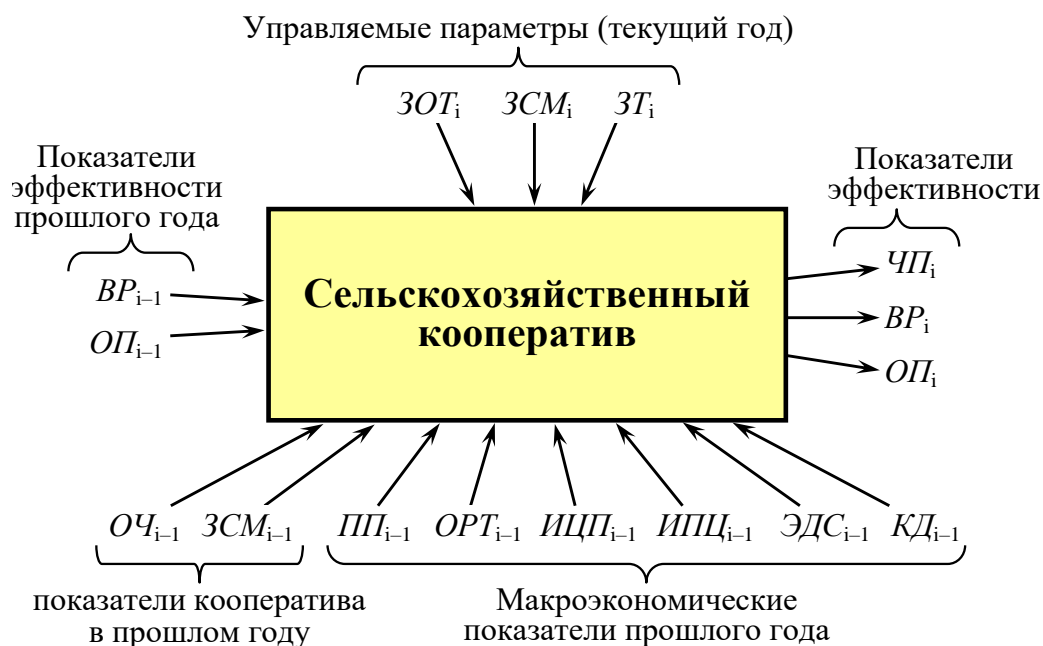 Управляемые параметры (текущий год)
ЗОТi ЗСМi ЗТi
Показатели
эффективности
прошлого года
ВРi–1
ОПi–1
Сельскохозяйственный
кооператив
Показатели
эффективности
ЧПi
ВРi
ОПi
ОЧi–1 ЗСМi–1 ППi–1 ОРТi–1 ИЦПi–1 ИПЦi–1 ЭДСi–1 КДi–1
показатели кооператива
в прошлом году
Макроэкономические
показатели прошлого года